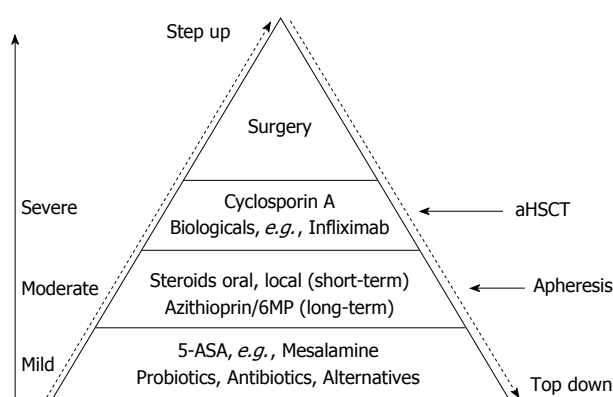 Step up
Surgery
Severe
Cyclosporin A
Biologicals, e.g., Infliximab
aHSCT
Moderate
Steroids oral, local (short-term)
Azithioprin/6MP (long-term)
Apheresis
Mild
5-ASA, e.g., Mesalamine
Probiotics, Antibiotics, Alternatives
Top down